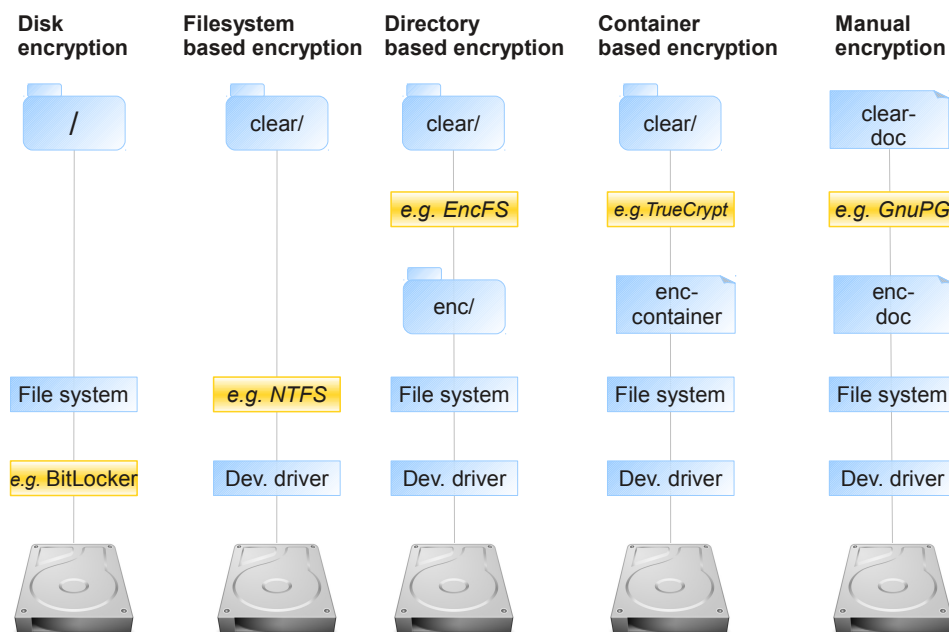 Disk
encryption
Filesystem
based encryption
Directory
based encryption
Container
based encryption
Manual
encryption
/
clear/
clear/
clear/
clear-
doc
e.g. EncFS
e.g.TrueCrypt
e.g. GnuPG
enc/
enc-
container
enc-
doc
File system
e.g. NTFS
File system
File system
File system
e.g. BitLocker
Dev. driver
Dev. driver
Dev. driver
Dev. driver